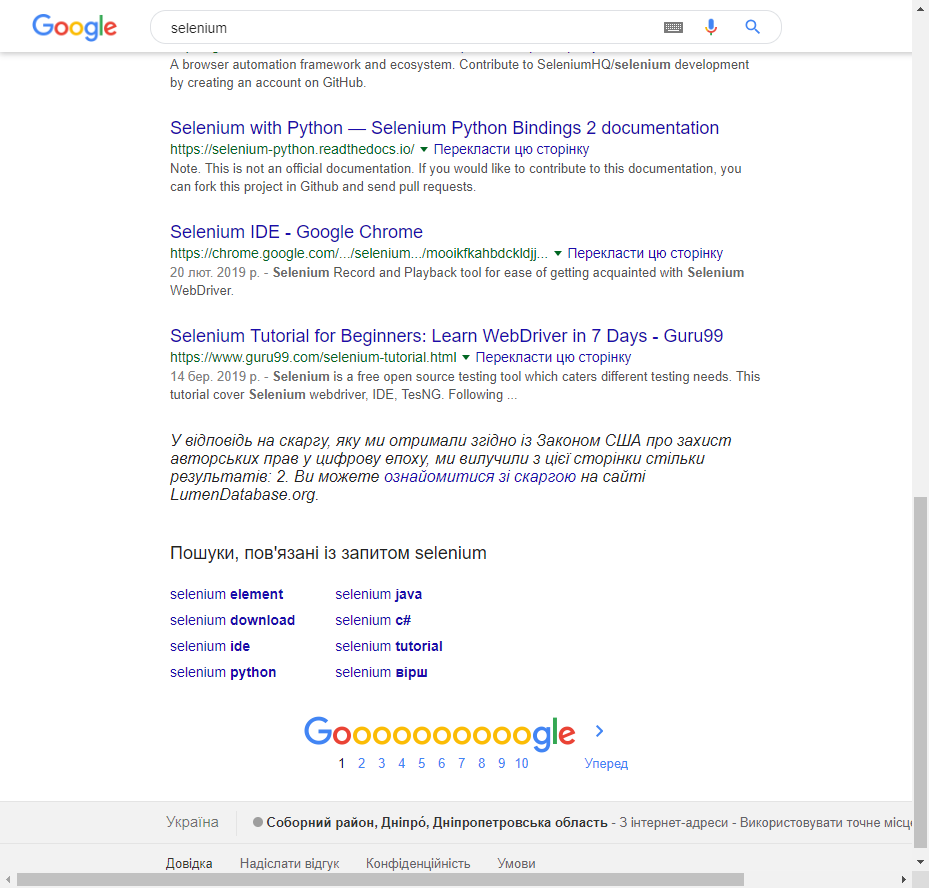 Google
selenium
A browser automation framework and ecosystem. Contribute to SeleniumHQ/selenium development
by creating an account on GitHub.
Selenium with Python — Selenium Python Bindings 2 documentation
https://selenium-python.readthedocs.io/ Перекласти цю сторінку
Note. This is not an official documentation. If you would like to contribute to this documentation, you
can fork this project in Github and send pull requests.
Selenium IDE - Google Chrome
https://chrome.google.com/.../selenium.../mooikfkahbdckldjj... Перекласти цю сторінку
20 лют. 2019 р. - Selenium Record and Playback tool for ease of getting acquainted with Selenium
WebDriver.
Selenium Tutorial for Beginners: Learn WebDriver in 7 Days - Guru99
https://www.guru99.com/selenium-tutorial.html Перекласти цю сторінку
14 бер. 2019 р. - Selenium is a free open source testing tool which caters different testing needs. This
tutorial cover Selenium webdriver, IDE, TesNG. Following ...
У відповідь на скаргу, яку ми отримали згідно із Законом США про захист
авторських прав у цифрову епоху, ми вилучили з цієї сторінки стільки
результатів: 2. Ви можете ознайомитися зі скаргою на сайті
LumenDatabase.org.
Пошуки, пов'язані із запитом selenium
selenium element selenium java
selenium download selenium c#
selenium ide selenium tutorial
selenium python selenium вірш
Goooooooooogle
1 2 3 4 5 6 7 8 9 10 Уперед
Україна Соборний район, Дніпро́, Дніпропетровська область - З інтернет-адреси - Використовувати точне
Довідка Надіслати відгук Конфіденційність Умови